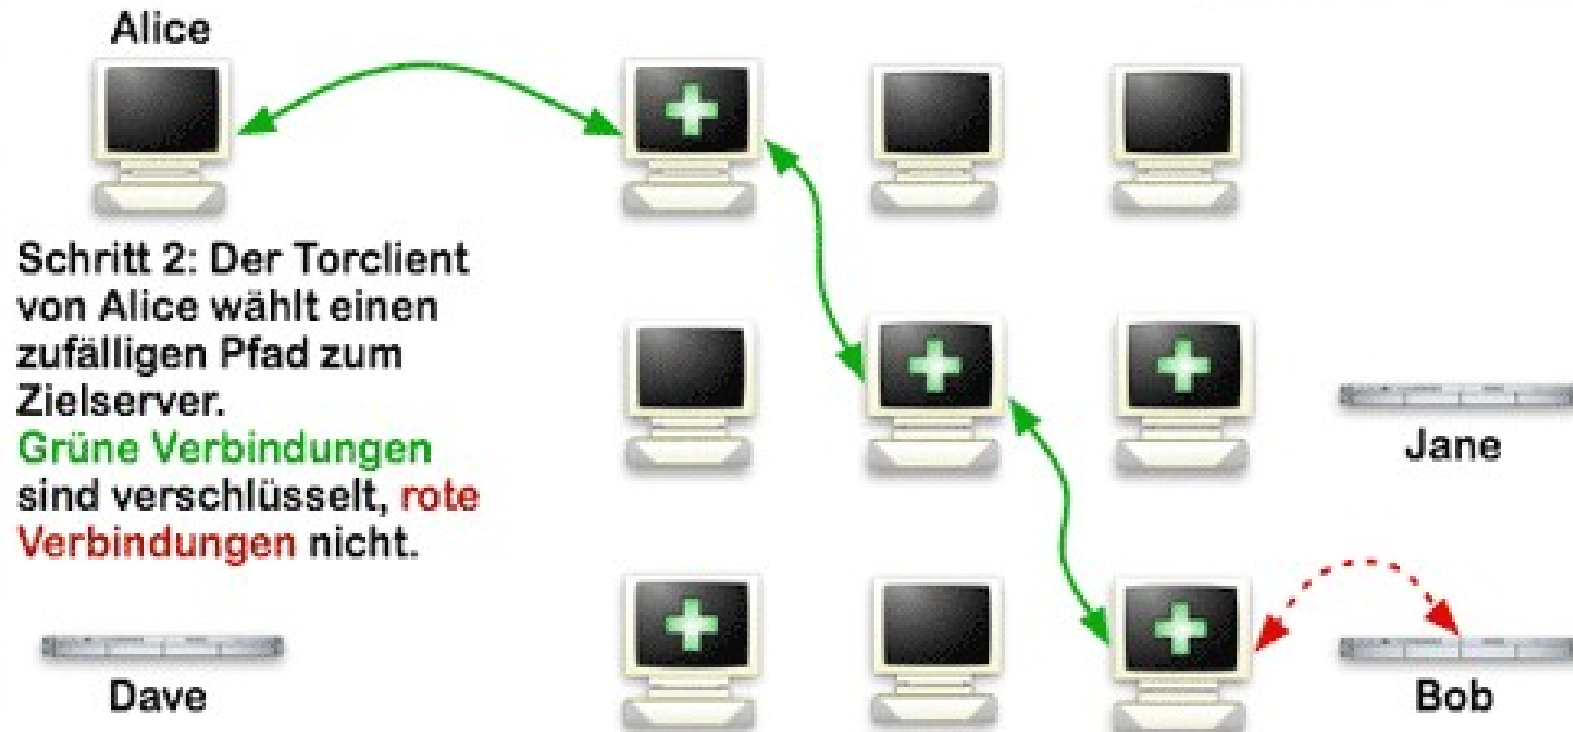 Alice
Schritt 2: Der Torclient
von Alice wählt einen
zufälligen Pfad zum
Zielserver.
Grüne Verbindungen
sind verschlüsselt, rote
Verbindungen nicht.
Jane
Dave
Bob